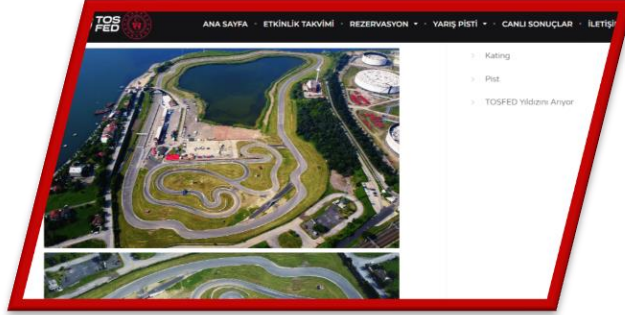 TOS
FED
ANA SAYFA
ETKİNLİK TAKVİMİ
REZERVASYON
YARIŞ PİSTİ
CANLI SONUÇLAR
Kating
Pist
TOSFED Yıldızını Arıyor